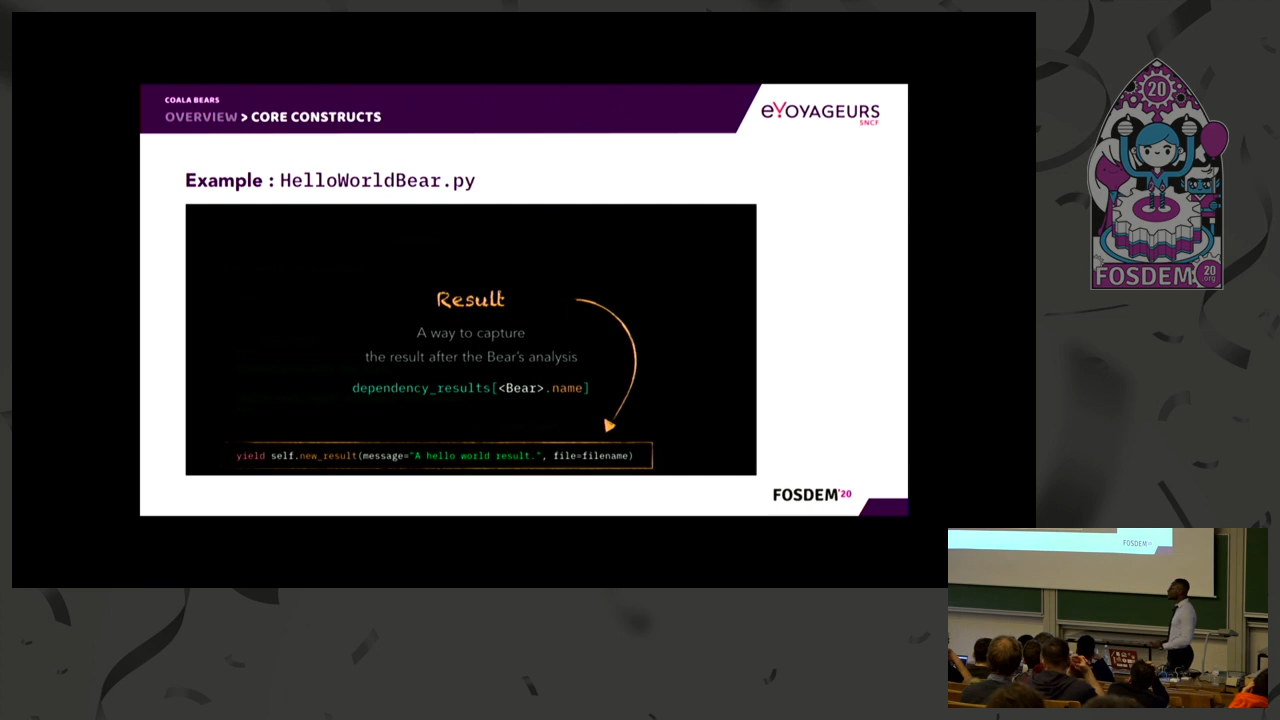 COALA BEARS
OVERVIEW > CORE CONSTRUCTS
eVOYAGEURS
SNCF
Example : HelloWorldBear.py
Result
A way to capture
the result after the Bear's analysis
dependency_results[<Bear>.name]
yield self.new_result(message="A hello world result.", file=filename)
FOSDEM'20
20
FOSDEM
20
.org
FOSDEM